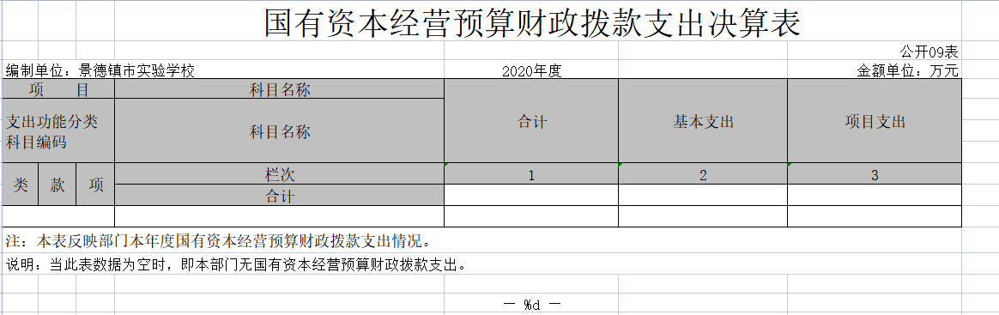 国有资本经营预算财政拨款支出决算表
公开09表
编制单位：景德镇市实验学校 2020年度 金额单位：万元
项 目 科目名称
支出功能分类
科目编码
科目名称 合计 基本支出 项目支出
类 款 项 栏次 1 2 3
合计
注：本表反映部门本年度国有资本经营预算财政拨款支出情况。
说明：当此表数据为空时，即本部门无国有资本经营预算财政拨款支出。
— %d —